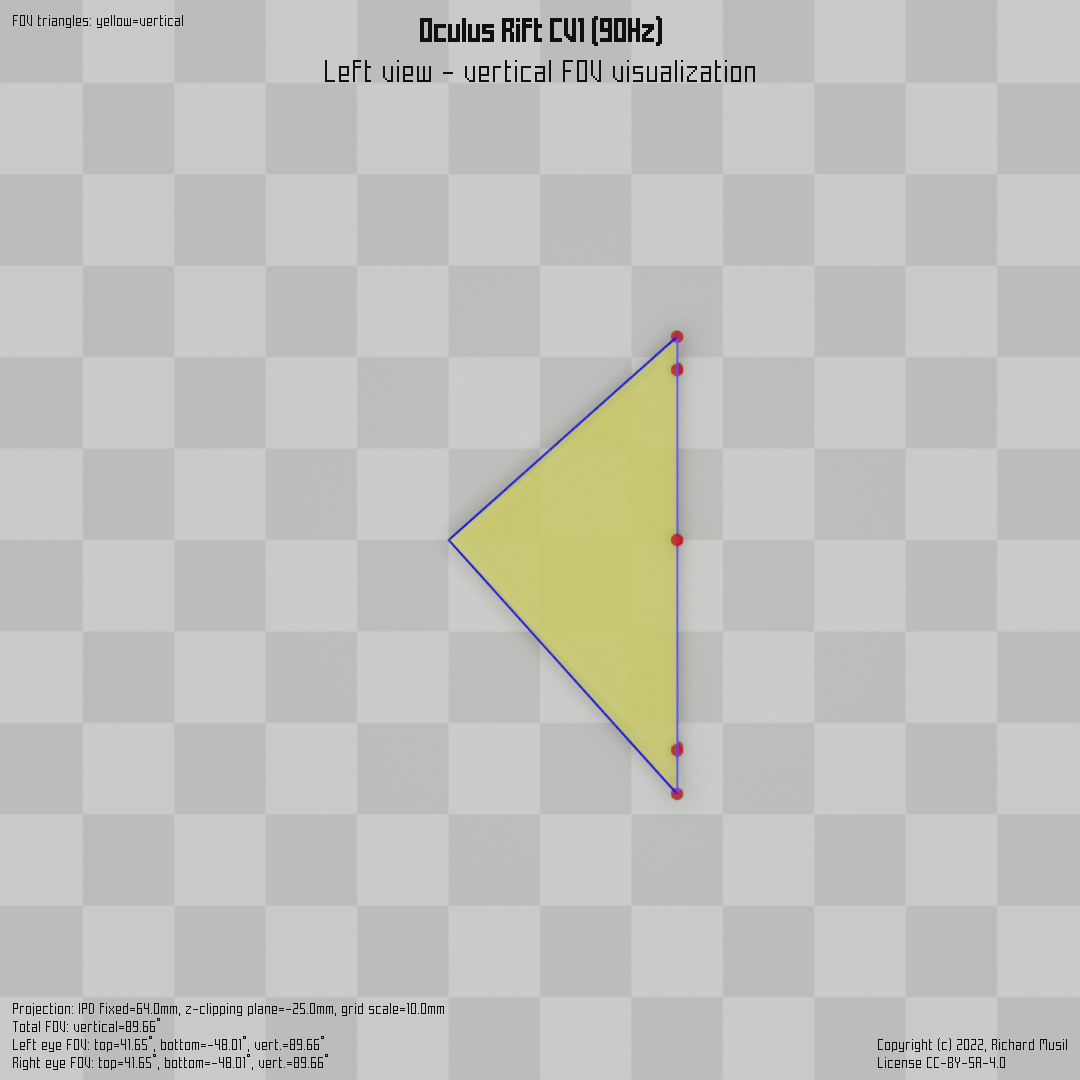 FOV triangles: yellow=vertical
Oculus Rift CV1 (90Hz)
Left view - vertical FOV visualization
Projection: IPD fixed=64.0mm, z-clipping plane=-25.0mm, grid scale=10.0mm
Total FOV: vertical=89.66°
Left eye FOV: top=41.65°, bottom=-48.01°, vert.=89.66°
Right eye FOV: top=41.65°, bottom=-48.01°, vert.=89.66°
Copyright (c) 2022, Richard Musil
License CC-BY-SA-4.0